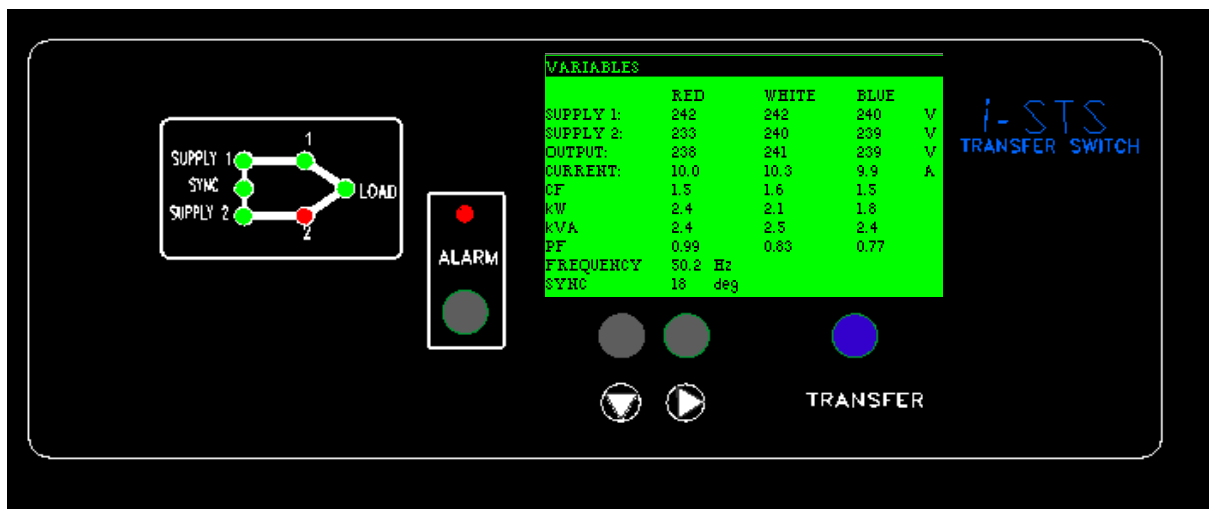 1
SUPPLY 1
SYNC
LOAD
SUPPLY 2
2
ALARM
VARIABLES
RED WHITE BLUE
SUPPLY 1: 242 242 240 V
SUPPLY 2: 233 240 239 V
OUTPUT: 238 241 239 V
CURRENT: 10.0 10.3 9.9 A
CF 1.5 1.6 1.5
kW 2.4 2.1 1.8
kVA 2.4 2.5 2.4
PF 0.99 0.83 0.77
FREQUENCY 50.2 Hz
SYNC 18 deg
i-STS
TRANSFER SWITCH
TRANSFER